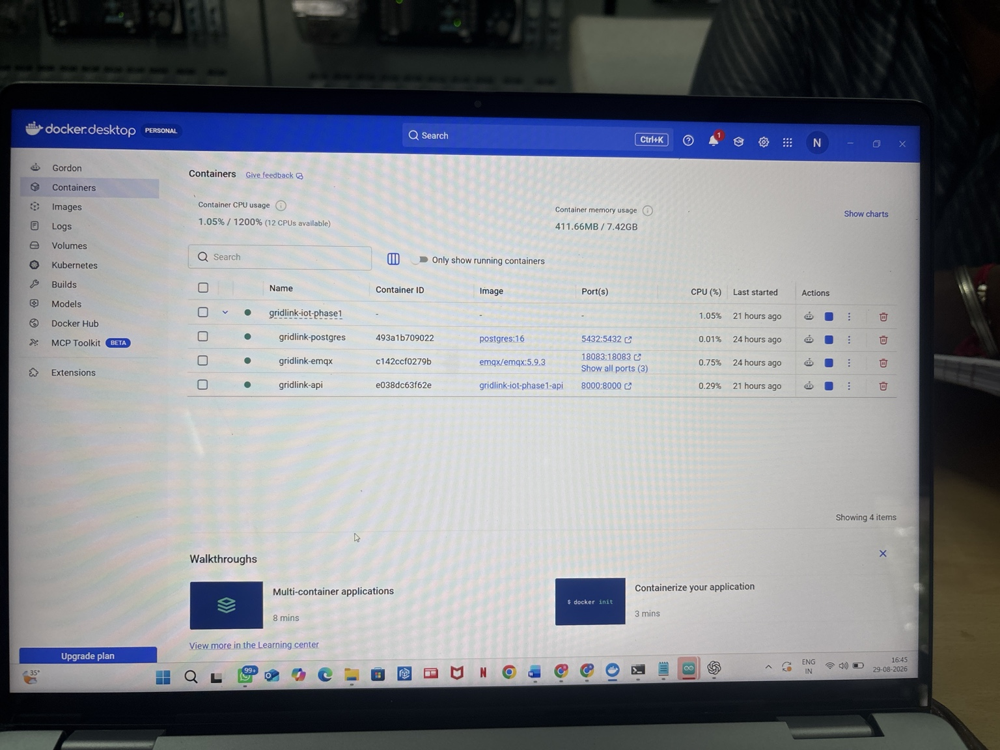 docker.desktop PERSONAL
Search Ctrl+K
1
N
Gordon
Containers
Images
Logs
Volumes
Kubernetes
Builds
Models
Docker Hub
MCP Toolkit BETA
Extensions
Upgrade plan
Containers Give feedback
Container CPU usage
1.05% / 1200% (12 CPUs available)
Container memory usage
411.66MB / 7.42GB
Show charts
Search
Only show running containers
Name Container ID Image Port(s) CPU (%) Last started Actions
gridlink-iot-phase1 - - - 1.05% 21 hours ago
gridlink-postgres 493a1b709022 postgres:16 5432:5432 0.01% 24 hours ago
gridlink-emqx c142ccf0279b emqx/emqx:5.9.3 18083:18083 0.75% 24 hours ago
Show all ports (3)
gridlink-api e038dc63f62e gridlink-iot-phase1-api 8000:8000 0.29% 21 hours ago
Showing 4 items
Walkthroughs
Multi-container applications
8 mins
$ docker init
Containerize your application
3 mins
View more in the Learning center
35°
99+
N
ENG
IN
16:45
29-08-2026